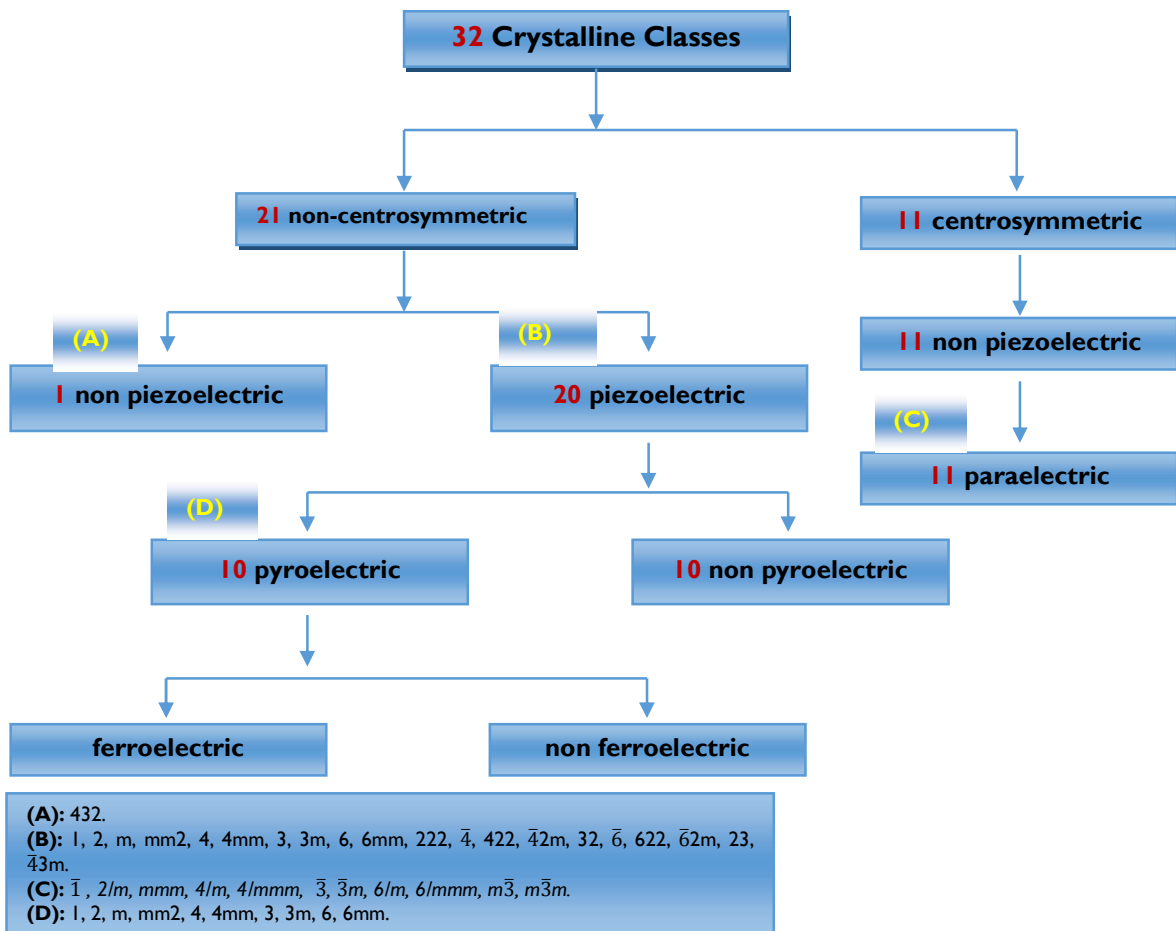 32 Crystalline Classes
21 non-centrosymmetric
11 centrosymmetric
(A)
(B)
11 non piezoelectric
1 non piezoelectric
20 piezoelectric
(C)
11 paraelectric
(D)
10 pyroelectric
10 non pyroelectric
ferroelectric
non ferroelectric
(A): 432.
(B): 1, 2, m, mm2, 4, 4mm, 3, 3m, 6, 6mm, 222, 4̅, 422, 4̅2m, 32, 6̅, 622, 6̅2m, 23,
4̅3m.
(C): 1̅ , 2/m, mmm, 4/m, 4/mmm, 3̅, 3̅m, 6/m, 6/mmm, m3̅, m3̅m.
(D): 1, 2, m, mm2, 4, 4mm, 3, 3m, 6, 6mm.